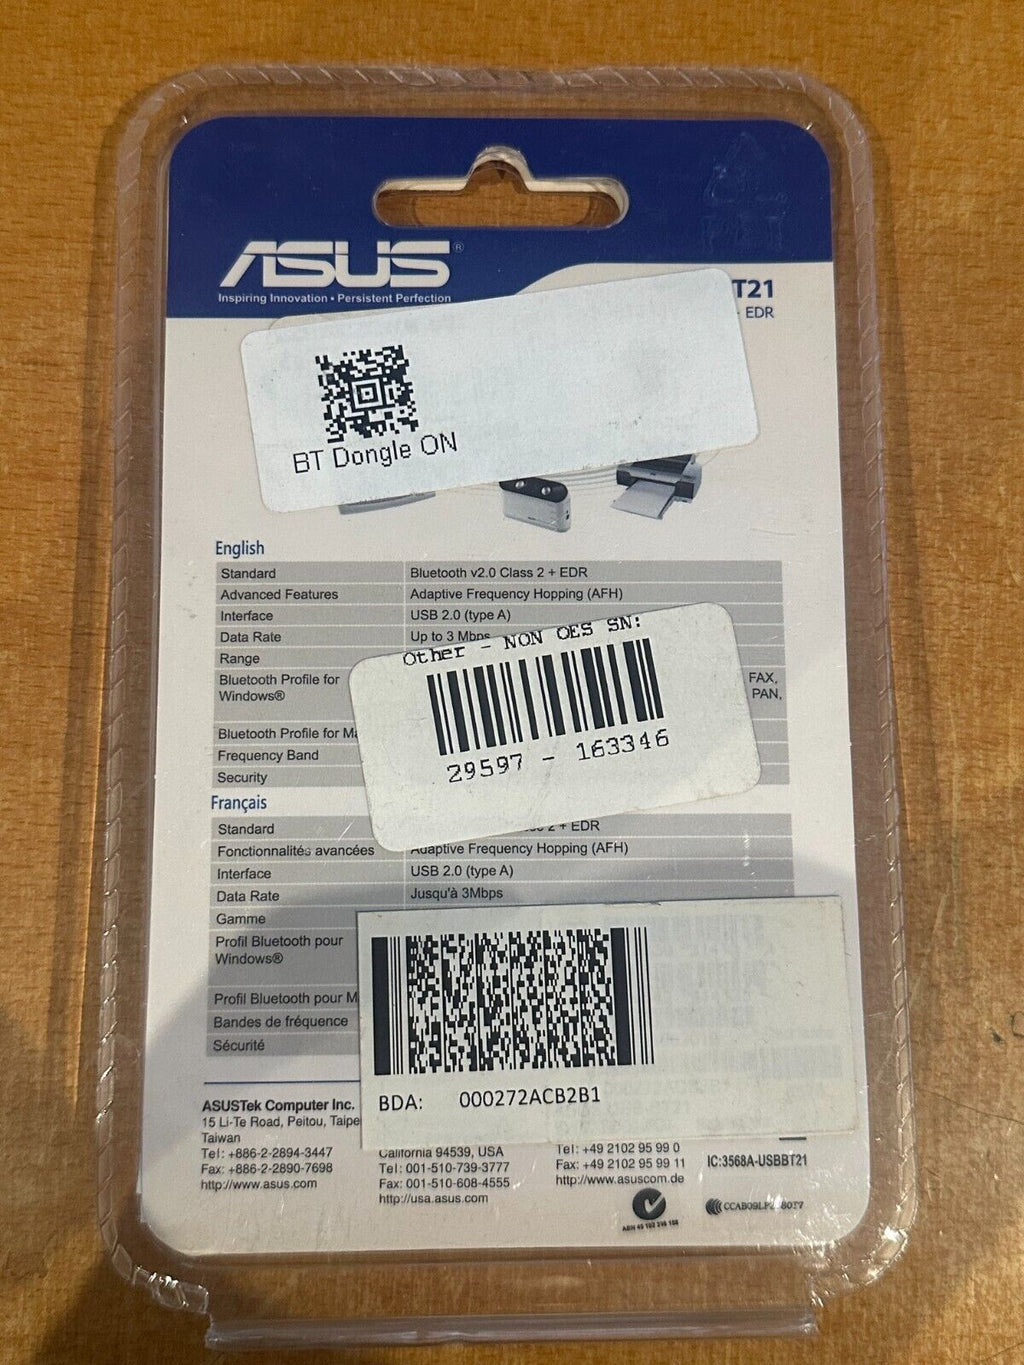 ASUS®
Inspiring Innovation • Persistent Perfection
T21
EDR
BT Dongle ON
English
Standard Bluetooth v2.0 Class 2 + EDR
Advanced Features Adaptive Frequency Hopping (AFH)
Interface USB 2.0 (type A)
Data Rate Up to 3 Mbps
Range
Bluetooth Profile for FAX,
Windows® PAN,
Bluetooth Profile for Ma
Frequency Band
Security
Other - NON OES SN:
29597 - 163346
Français
Standard 2 + EDR
Fonctionnalités avancées Adaptive Frequency Hopping (AFH)
Interface USB 2.0 (type A)
Data Rate Jusqu'à 3Mbps
Gamme
Profil Bluetooth pour
Windows®
Profil Bluetooth pour M
Bandes de fréquence
Sécurité
BDA: 000272ACB2B1
ASUSTek Computer Inc.
15 Li-Te Road, Peitou, Taipe
Taiwan
Tel: +886-2-2894-3447
Fax: +886-2-2890-7698
http://www.asus.com
California 94539, USA
Tel: 001-510-739-3777
Fax: 001-510-608-4555
http://usa.asus.com
Tel: +49 2102 95 99 0
Fax: +49 2102 95 99 11
http://www.asuscom.de
IC:3568A-USBBT21